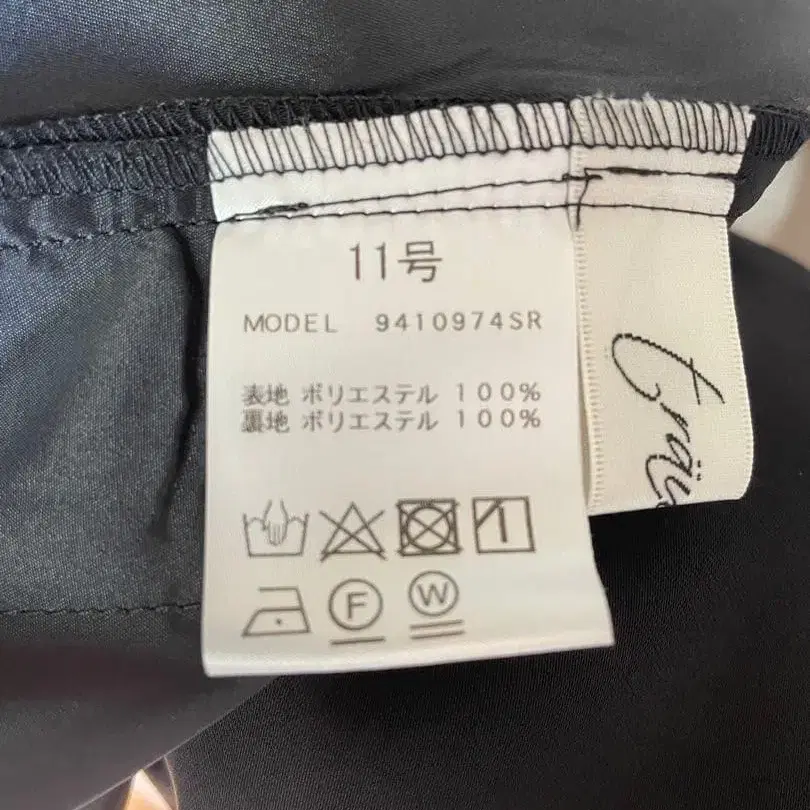 11号
MODEL 9410974SR
表地 ポリエステル 100%
裏地 ポリエステル 100%
F
W